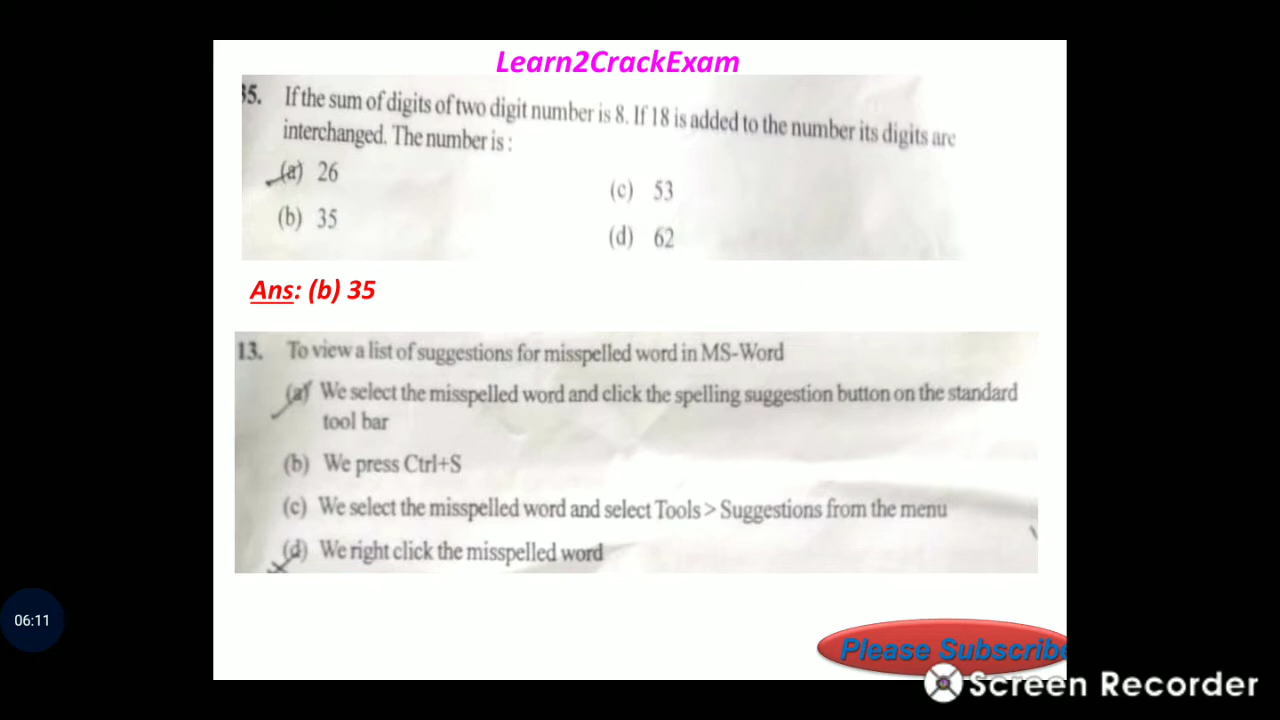 Learn2CrackExam
35. If the sum of digits of two digit number is 8. If 18 is added to the number its digits are
interchanged. The number is :
(a) 26
(c) 53
(b) 35
(d) 62
Ans: (b) 35
13. To view a list of suggestions for misspelled word in MS-Word
(a) We select the misspelled word and click the spelling suggestion button on the standard
tool bar
(b) We press Ctrl+S
(c) We select the misspelled word and select Tools > Suggestions from the menu
(d) We right click the misspelled word
06:11
Please Subscribe
Screen Recorder